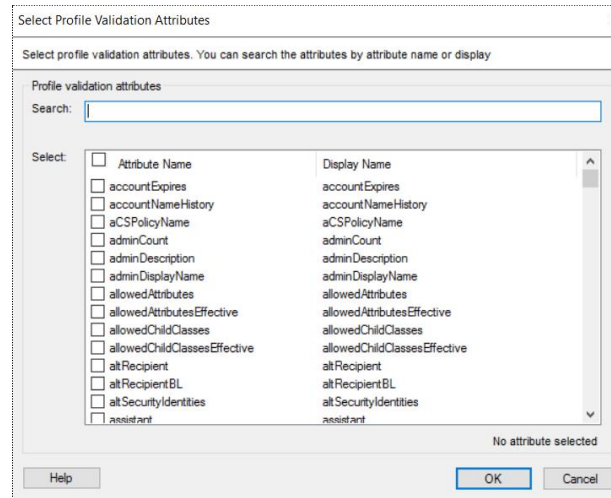 Select Profile Validation Attributes
Select profile validation attributes. You can search the attributes by attribute name or display
Profile validation attributes
Search:
Select:
Attribute Name Display Name
accountExpires accountExpires
accountNameHistory accountNameHistory
aCSPolicyName aCSPolicyName
adminCount adminCount
adminDescription adminDescription
adminDisplayName adminDisplayName
allowedAttributes allowedAttributes
allowedAttributesEffective allowedAttributesEffective
allowedChildClasses allowedChildClasses
allowedChildClassesEffective allowedChildClassesEffective
altRecipient altRecipient
altRecipientBL altRecipientBL
altSecurityIdentities altSecurityIdentities
assistant assistant
No attribute selected
Help OK Cancel